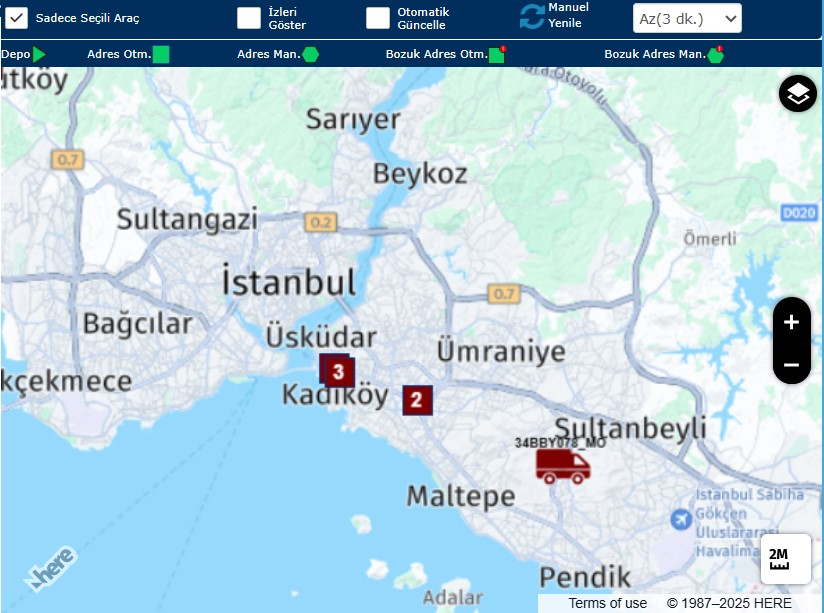 Sadece Seçili Araç
İzleri
Göster
Otomatik
Güncelle
Manuel
Yenile
Az(3 dk.)
Depo
Adres Otm.
Adres Man.
Bozuk Adres Otm.
Bozuk Adres Man.
ıtköy
ara Otoyolu
Sarıyer
0.7
Beykoz
D020
Sultangazi
0.2
Ömerli
İstanbul
0.7
Bağcılar
Üsküdar
Ümraniye
+
−
3
kçekmece
Kadıköy
2
Sultanbeyli
34BBY078_MO
Maltepe
Istanbul Sabiha
Gökçen
Uluslararası
Havalima
2M
here
Pendik
Adalar
Terms of use © 1987–2025 HERE